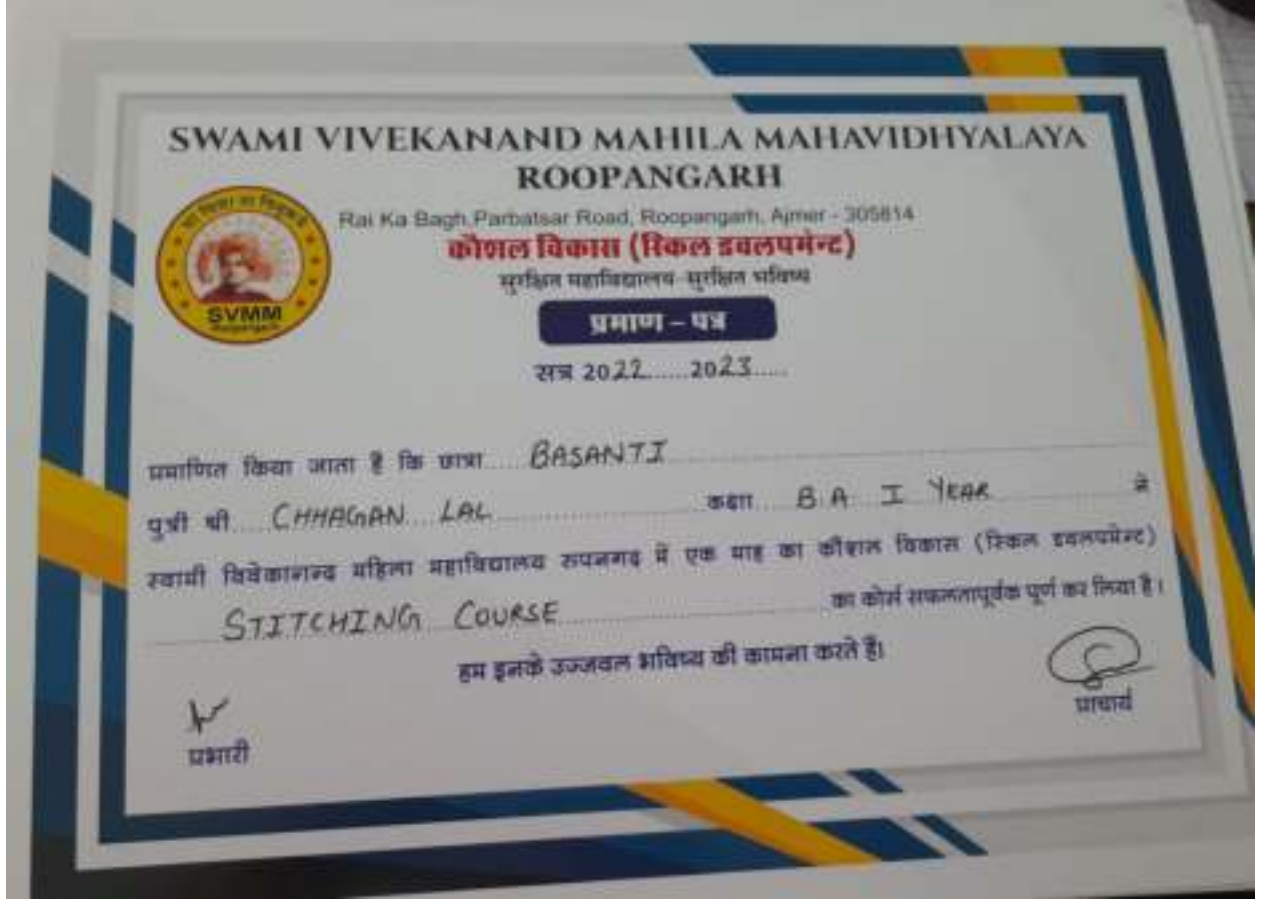 SWAMI VIVEKANAND MAHILA MAHAVIDHYALAYA
ROOPANGARH
Rai Ka Bagh Parbatsar Road, Roopangarh, Ajmer - 305814
कौशल विकास (स्किल डवलपमेन्ट)
सुरक्षित महाविद्यालय सुरक्षित भविष्य
SVMM
Roopangarh
प्रमाण – पत्र
सत्र 2022......2023.....
प्रमाणित किया जाता है कि छात्रा BASANTI
पुत्री श्री CHHAGAN LAL कक्षा B.A I YEAR में
स्वामी विवेकानन्द महिला महाविद्यालय रुपनगढ़ में एक माह का कौशल विकास (स्किल डवलपमेन्ट)
STITCHING COURSE का कोर्स सफलतापूर्वक पूर्ण कर लिया है।
हम इनके उज्जवल भविष्य की कामना करते हैं।
प्रभारी
प्राचार्य